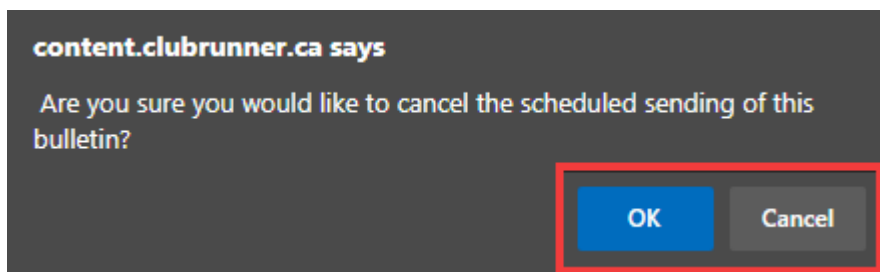 content.clubrunner.ca says
Are you sure you would like to cancel the scheduled sending of this
bulletin?
OK Cancel